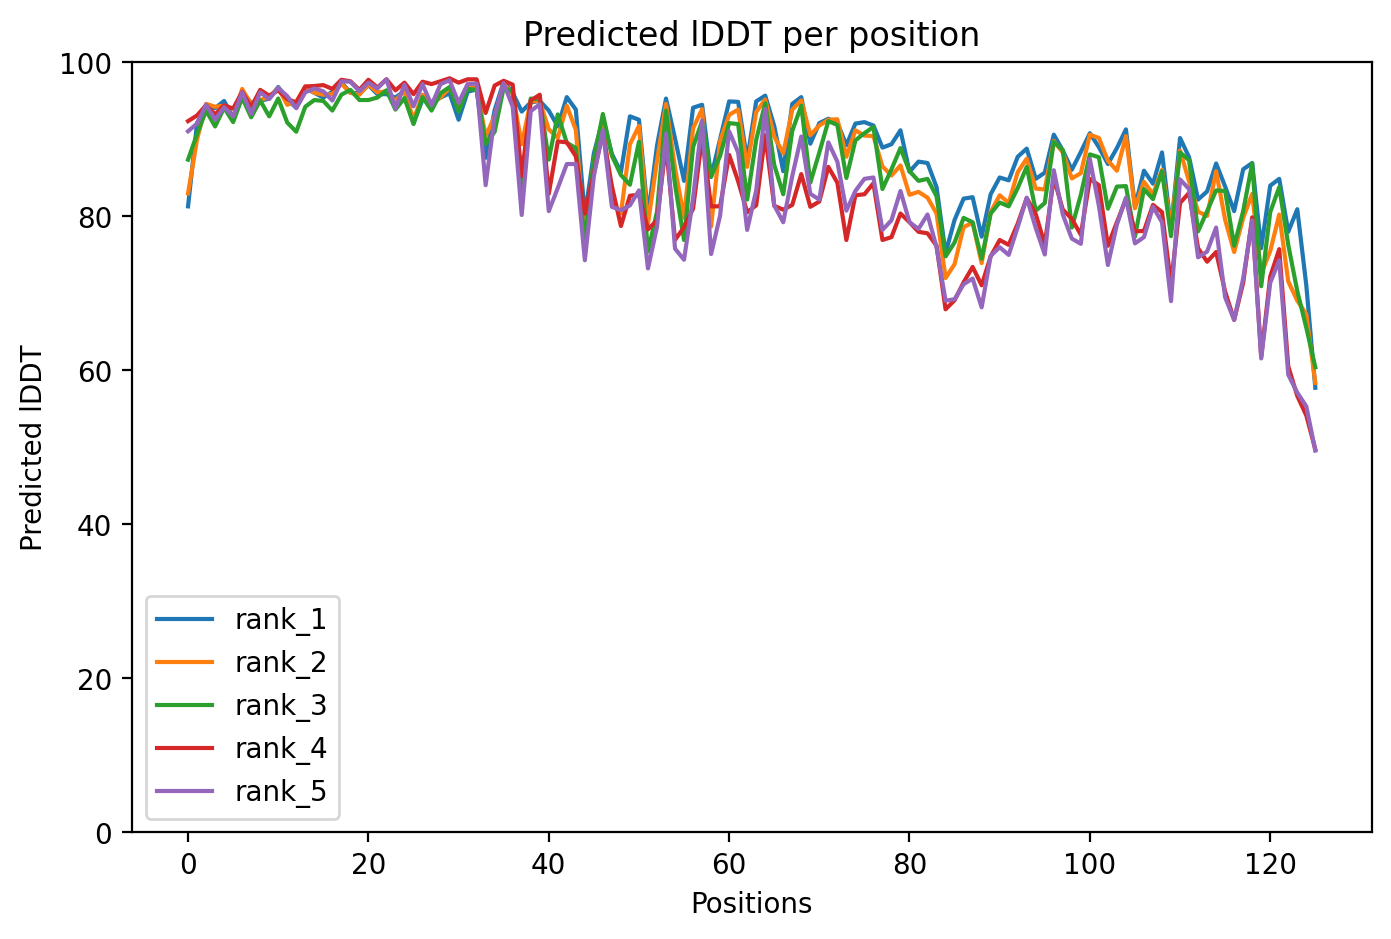 Predicted lDDT per position
100
80
60
40
20
0
Predicted lDDT
rank_1
rank_2
rank_3
rank_4
rank_5
0 20 40 60 80 100 120
Positions